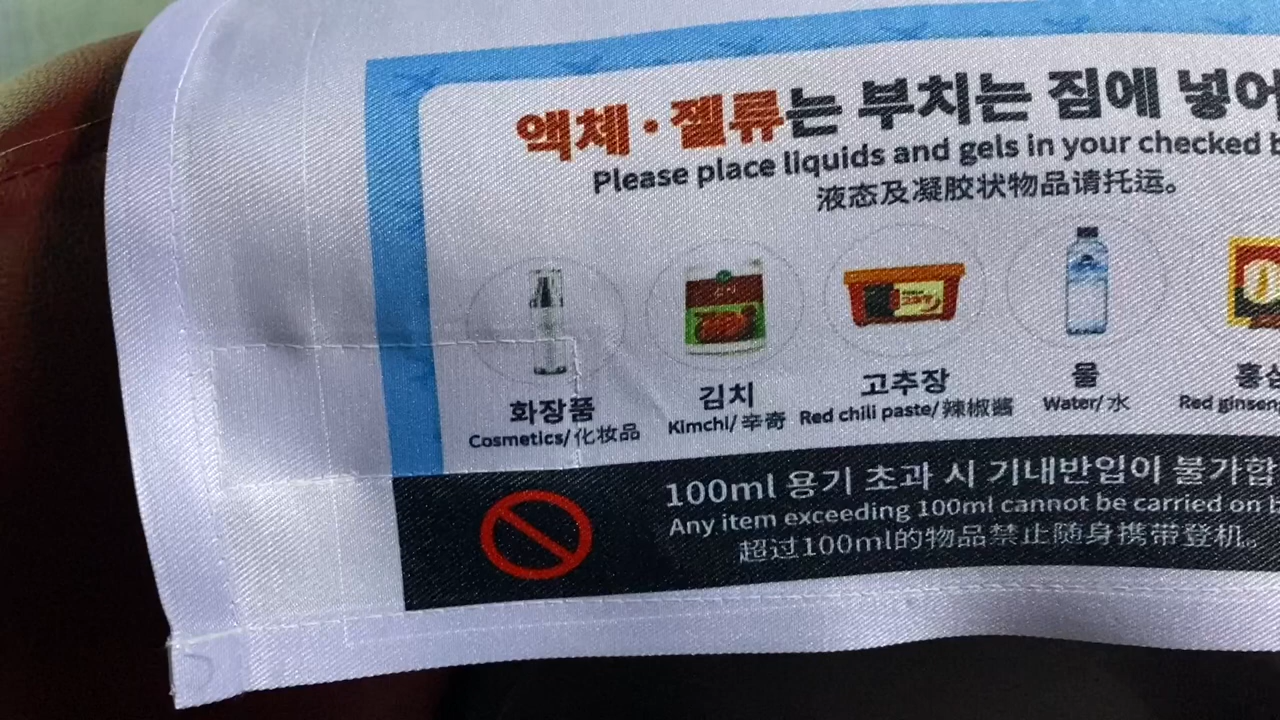 액체·젤류는 부치는 짐에 넣어
Please place liquids and gels in your checked b
液态及凝胶状物品请托运。
화장품
Cosmetics/化妆品
김치
Kimchi/辛奇
고추장
Red chili paste/辣椒酱
물
Water/水
홍삼
Red ginsen
100ml 용기 초과 시 기내반입이 불가합
Any item exceeding 100ml cannot be carried on b
超过100ml的物品禁止随身携带登机。